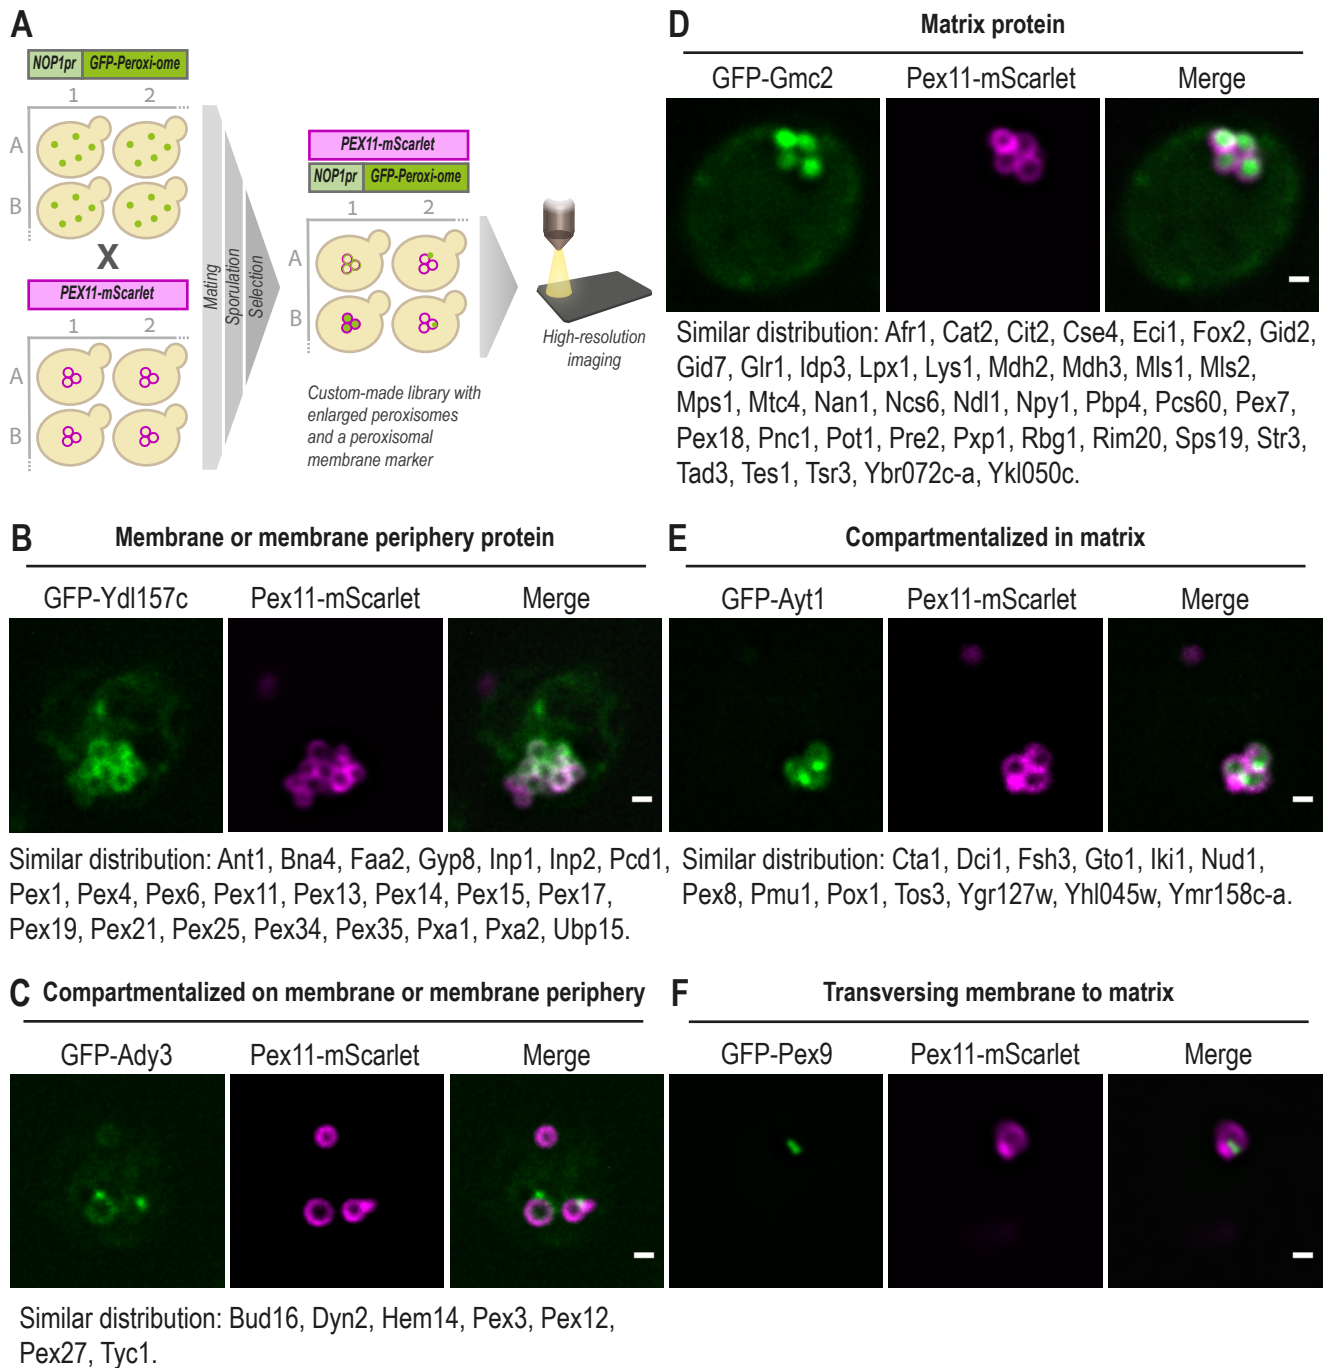 A
NOP1pr GFP-Peroxi-ome
1 2
A
B
X
PEX11-mScarlet
1 2
A
B
Mating
Sporulation
Selection
PEX11-mScarlet
NOP1pr GFP-Peroxi-ome
1 2
A
B
Custom-made library with
enlarged peroxisomes
and a peroxisomal
membrane marker
High-resolution
imaging
D Matrix protein
GFP-Gmc2 Pex11-mScarlet Merge
Similar distribution: Afr1, Cat2, Cit2, Cse4, Eci1, Fox2, Gid2,
Gid7, Glr1, Idp3, Lpx1, Lys1, Mdh2, Mdh3, Mls1, Mls2,
Mps1, Mtc4, Nan1, Ncs6, Ndl1, Npy1, Pbp4, Pcs60, Pex7,
Pex18, Pnc1, Pot1, Pre2, Pxp1, Rbg1, Rim20, Sps19, Str3,
Tad3, Tes1, Tsr3, Ybr072c-a, Ykl050c.
B Membrane or membrane periphery protein
GFP-Ydl157c Pex11-mScarlet Merge
Similar distribution: Ant1, Bna4, Faa2, Gyp8, Inp1, Inp2, Pcd1,
Pex1, Pex4, Pex6, Pex11, Pex13, Pex14, Pex15, Pex17,
Pex19, Pex21, Pex25, Pex34, Pex35, Pxa1, Pxa2, Ubp15.
E Compartmentalized in matrix
GFP-Ayt1 Pex11-mScarlet Merge
Similar distribution: Cta1, Dci1, Fsh3, Gto1, Iki1, Nud1,
Pex8, Pmu1, Pox1, Tos3, Ygr127w, Yhl045w, Ymr158c-a.
C Compartmentalized on membrane or membrane periphery
GFP-Ady3 Pex11-mScarlet Merge
Similar distribution: Bud16, Dyn2, Hem14, Pex3, Pex12,
Pex27, Tyc1.
F Transversing membrane to matrix
GFP-Pex9 Pex11-mScarlet Merge